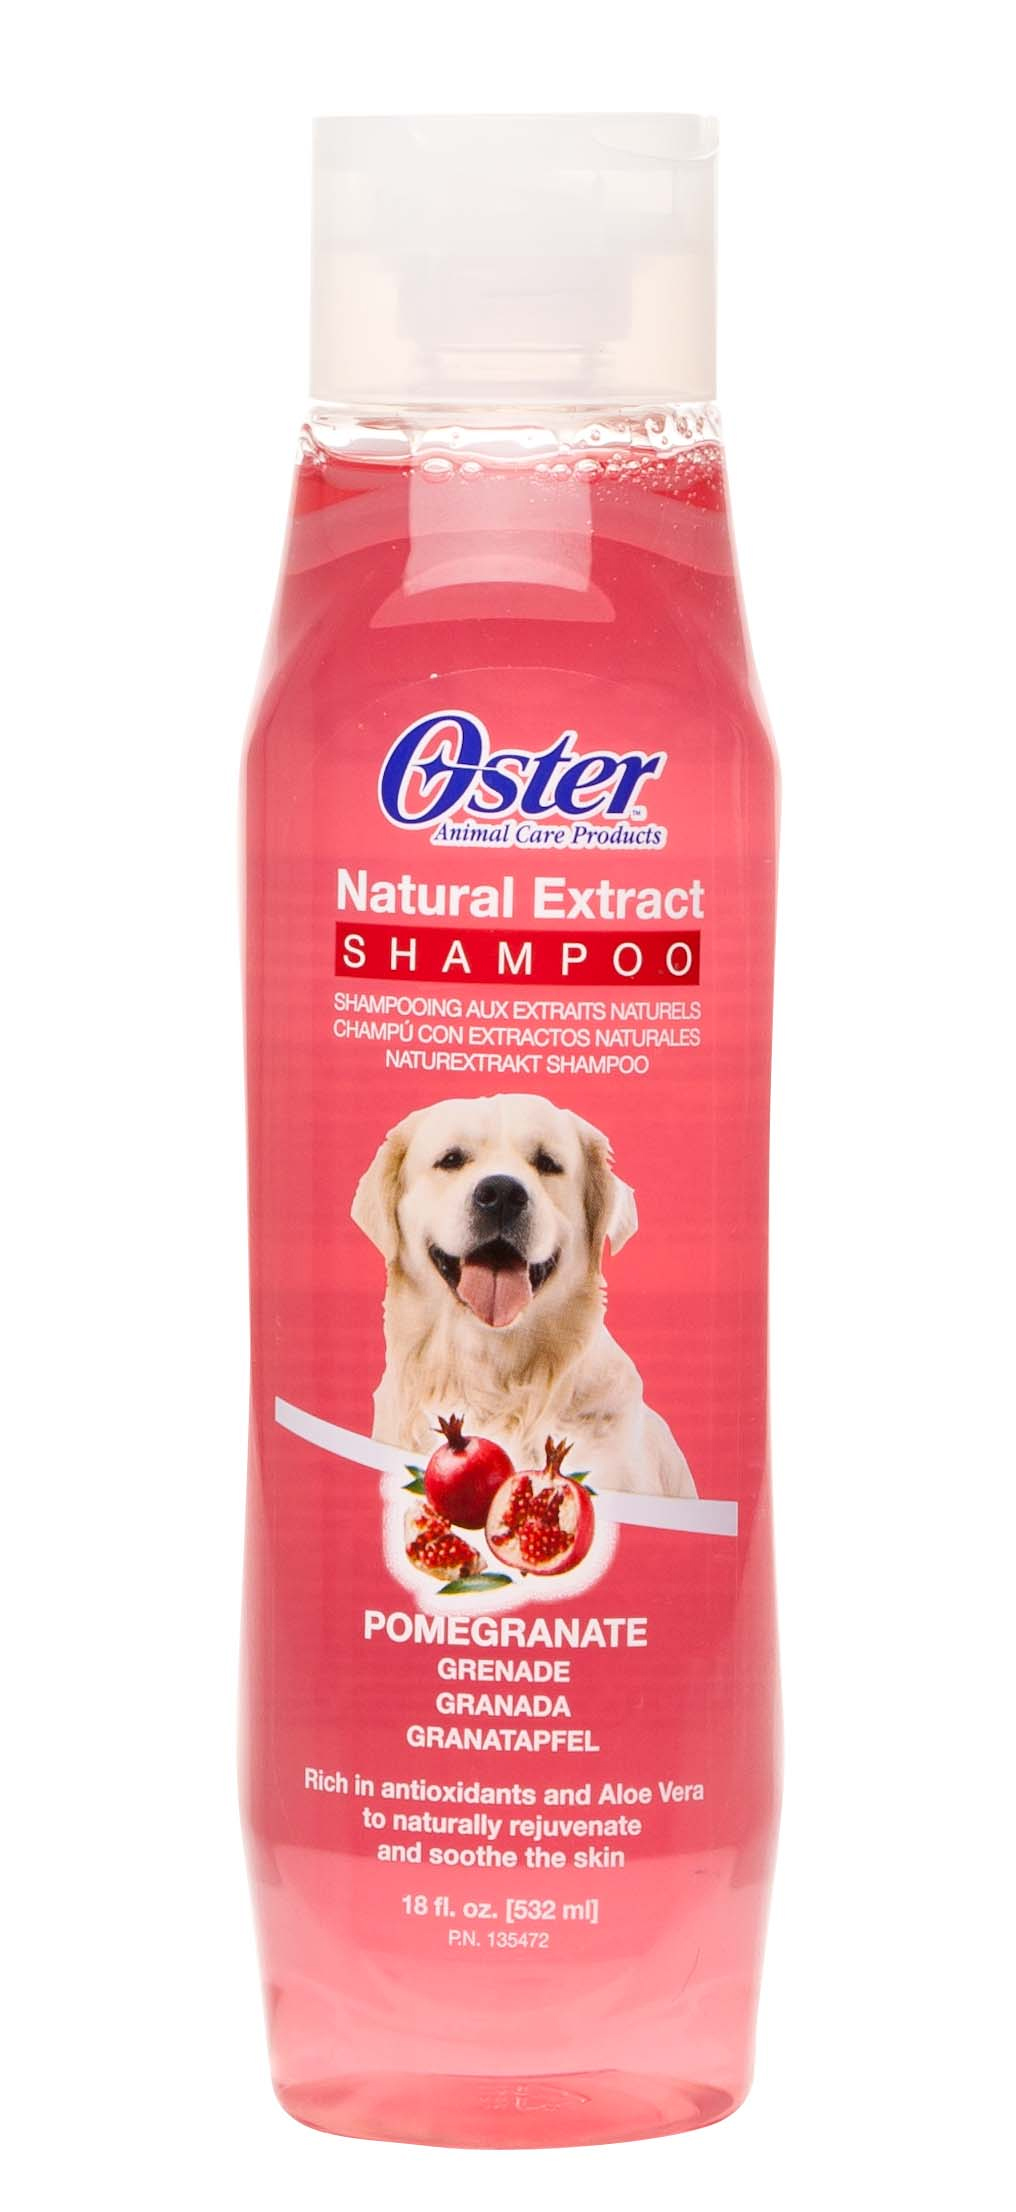 Oster™
Animal Care Products
Natural Extract
SHAMPOO
SHAMPOOING AUX EXTRAITS NATURELS
CHAMPÚ CON EXTRACTOS NATURALES
NATUREXTRAKT SHAMPOO
POMEGRANATE
GRENADE
GRANADA
GRANATAPFEL
Rich in antioxidants and Aloe Vera
to naturally rejuvenate
and soothe the skin
18 fl. oz. [532 ml]
P.N. 135472